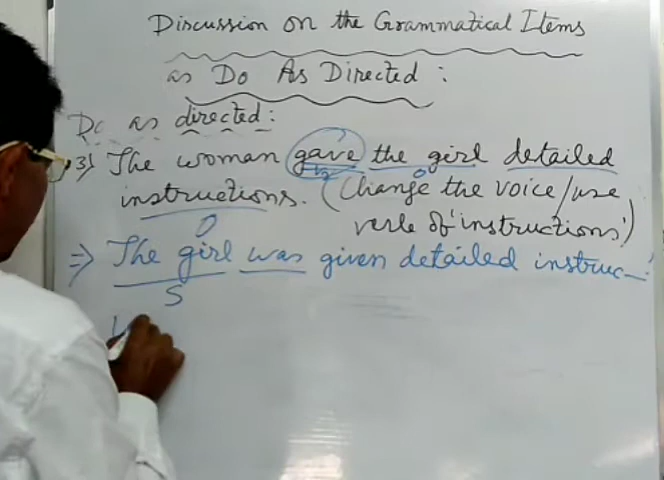 Discussion on the Grammatical Items
as Do As Directed :
Do as directed:
3) The woman gave the girl detailed
V2 O
instructions. (Change the voice/use
O verb of 'instructions')
⇒ The girl was given detailed instruc-
S